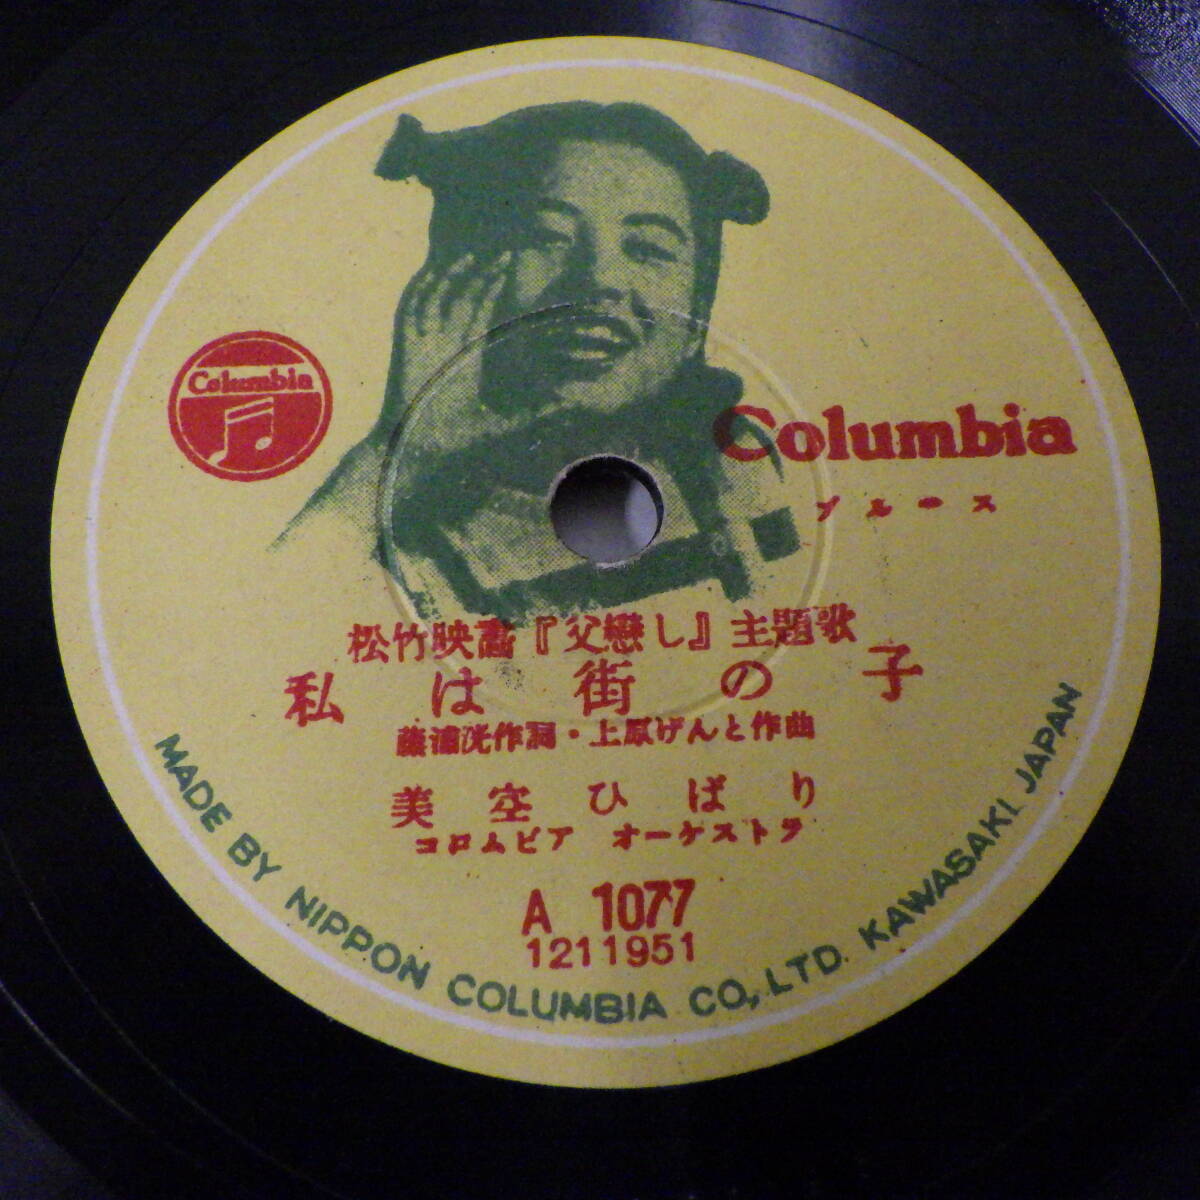 Columbia
Columbia
ブルース
松竹映畵『父戀し』主題歌
私は街の子
藤浦洸作詞・上原げんと作曲
美空ひばり
コロムビア オーケストラ
A 1077
1211951
MADE BY NIPPON COLUMBIA CO., LTD. KAWASAKI, JAPAN